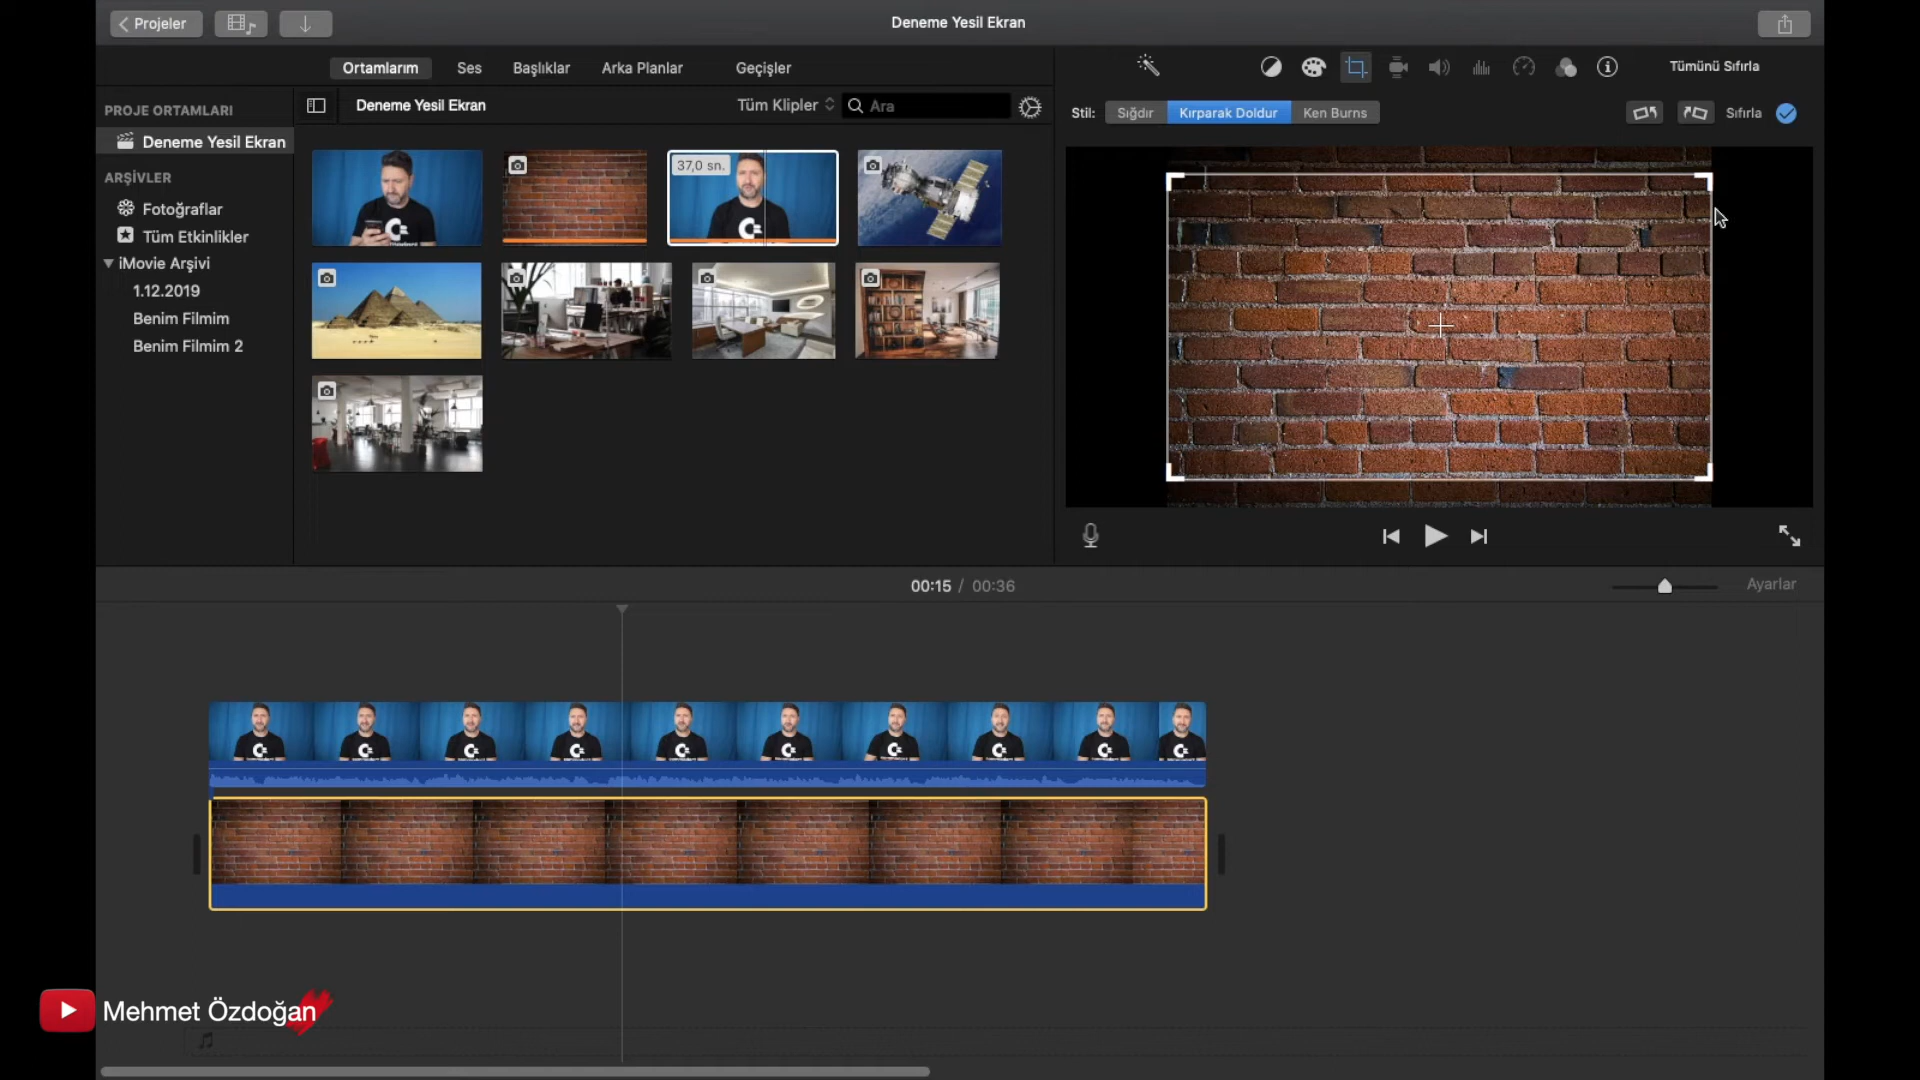 Projeler
Deneme Yesil Ekran
Ortamlarım
Ses
Başlıklar
Arka Planlar
Geçişler
Tümünü Sıfırla
PROJE ORTAMLARI
Deneme Yesil Ekran
Tüm Klipler
Ara
Stil:
Sığdır
Kırparak Doldur
Ken Burns
Sıfırla
Deneme Yesil Ekran
ARŞİVLER
Fotoğraflar
Tüm Etkinlikler
iMovie Arşivi
1.12.2019
Benim Filmim
Benim Filmim 2
37,0 sn.
00:15 / 00:36
Ayarlar
Mehmet Özdoğan